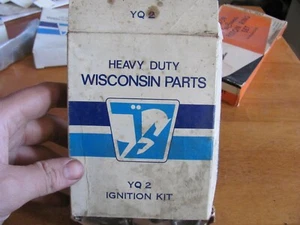 YQ 2
HEAVY DUTY
WISCONSIN PARTS
YQ 2
IGNITION KIT